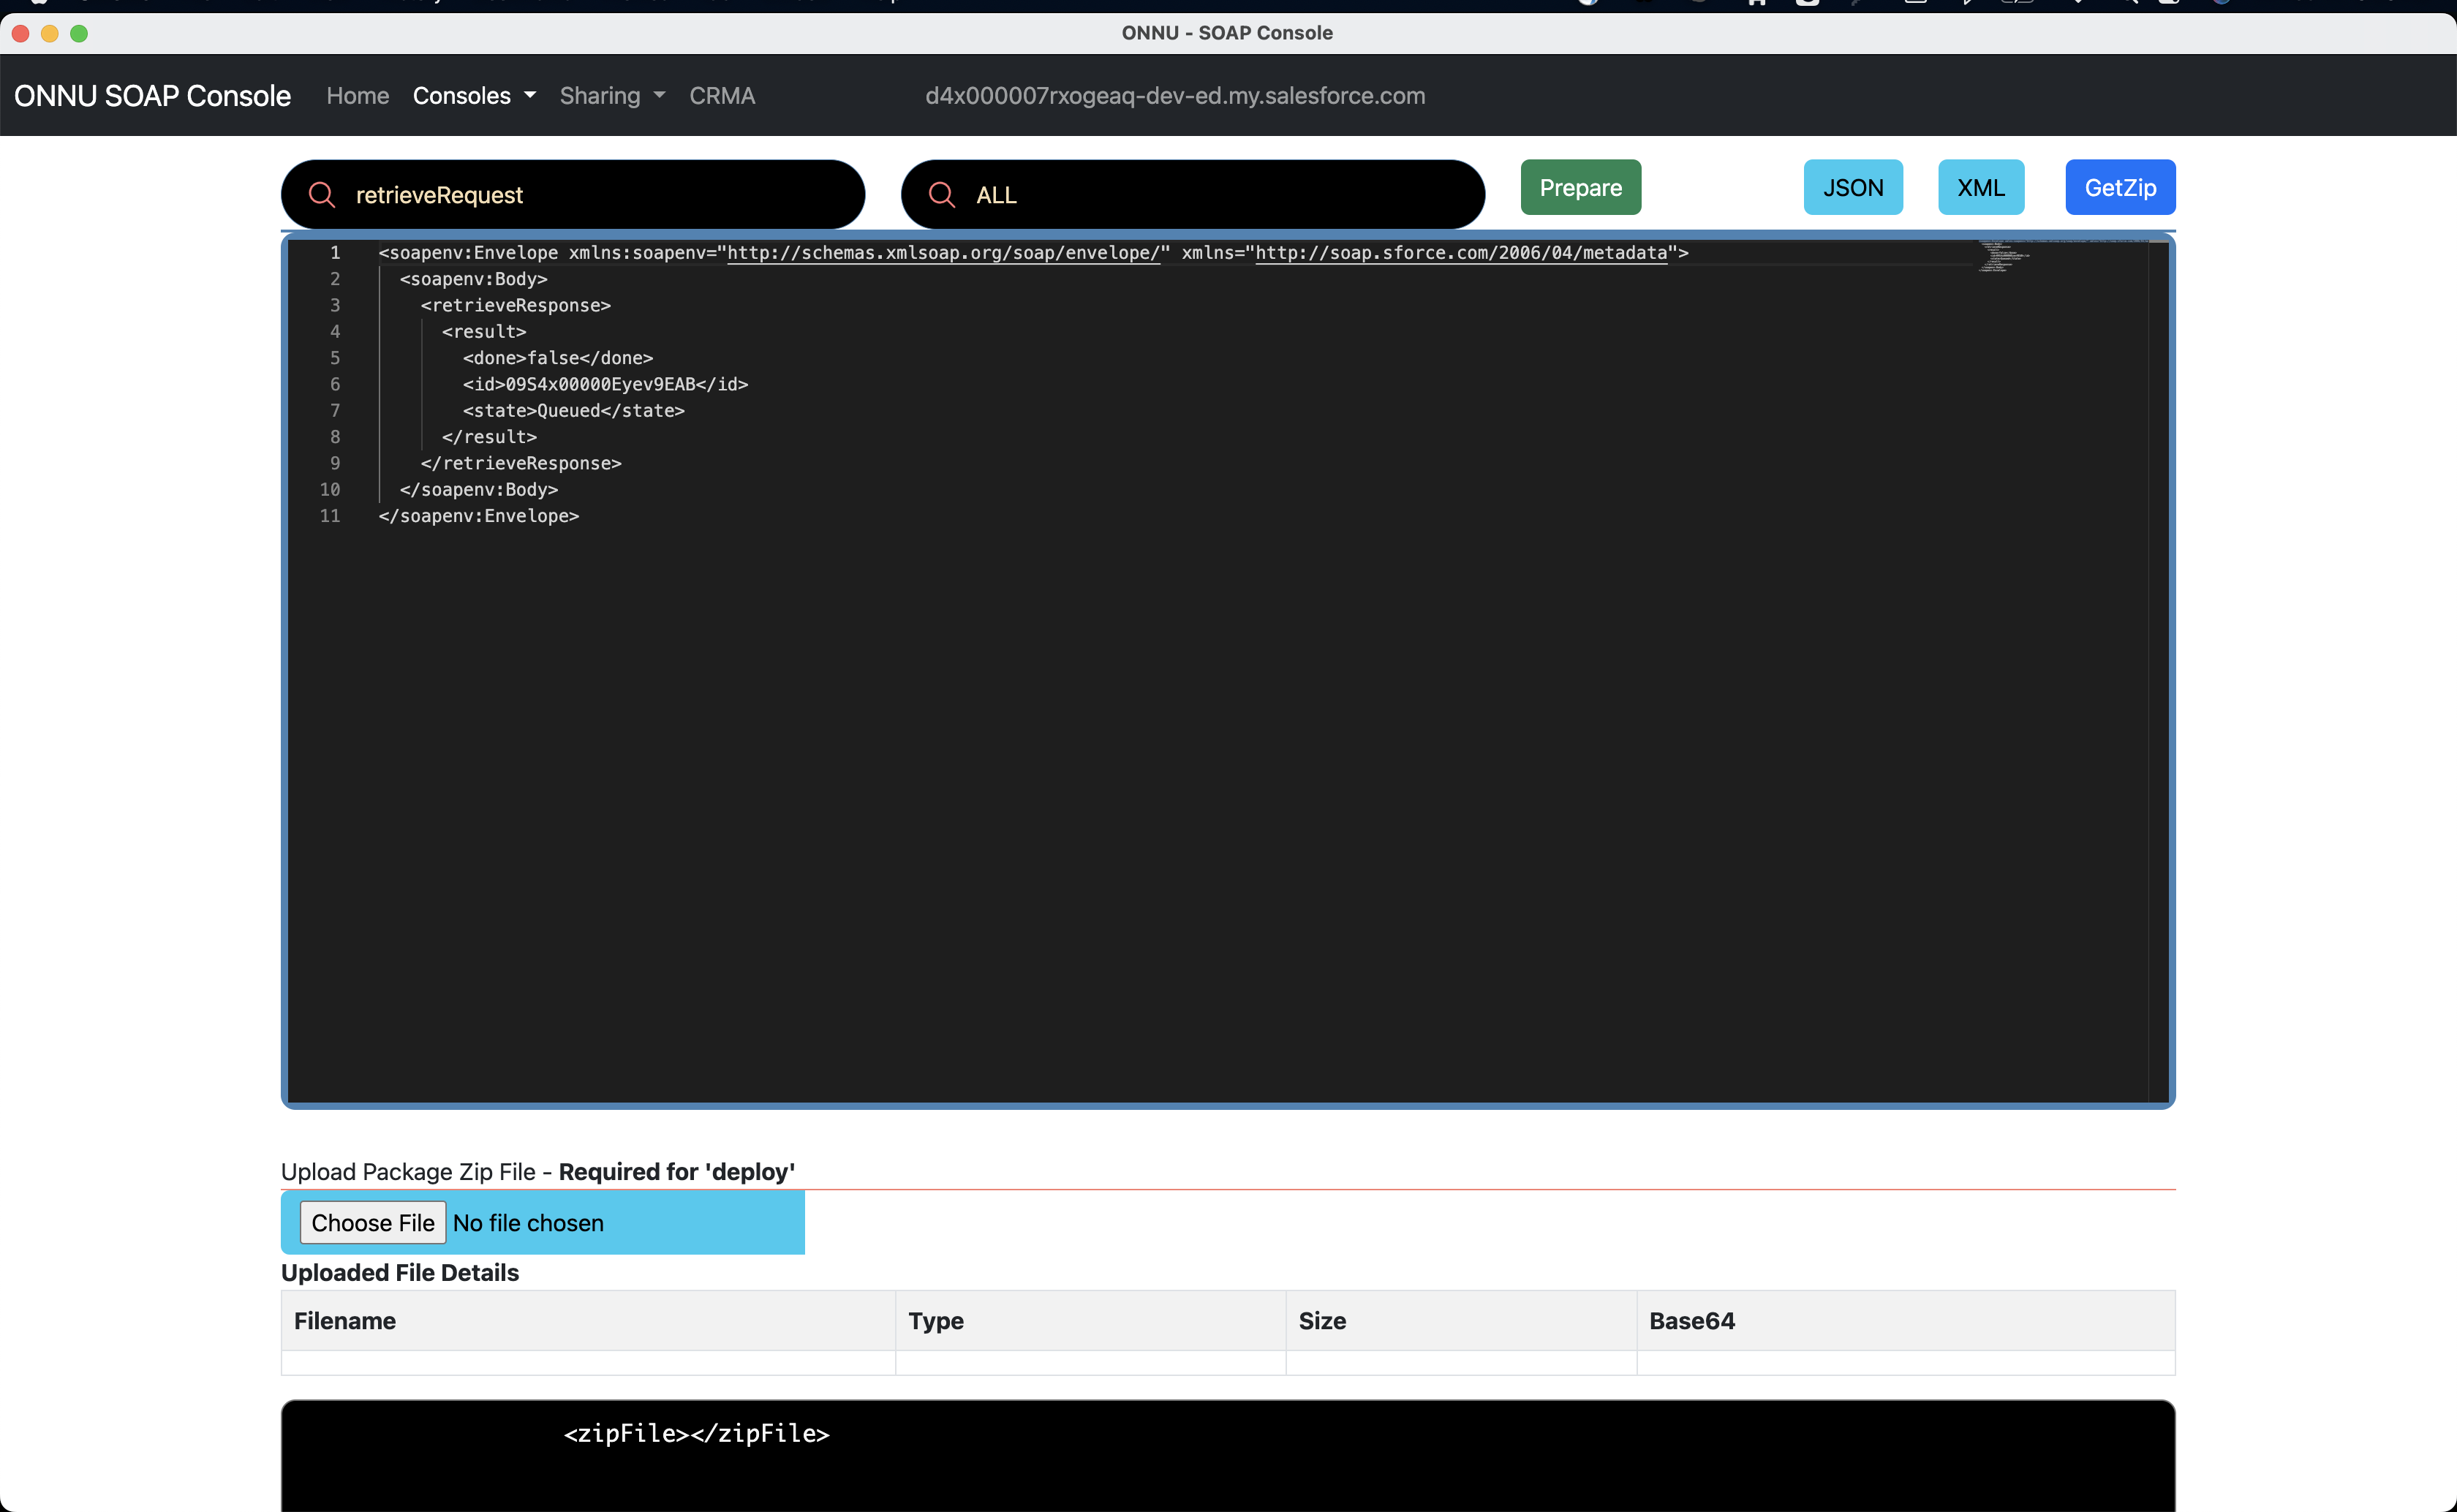 ONNU - SOAP Console
ONNU SOAP Console Home Consoles Sharing CRMA d4x000007rxogeaq-dev-ed.my.salesforce.com
retrieveRequest ALL Prepare JSON XML GetZip
1 <soapenv:Envelope xmlns:soapenv="http://schemas.xmlsoap.org/soap/envelope/" xmlns="http://soap.sforce.com/2006/04/metadata">
2 <soapenv:Body>
3 <retrieveResponse>
4 <result>
5 <done>false</done>
6 <id>09S4x00000Eyev9EAB</id>
7 <state>Queued</state>
8 </result>
9 </retrieveResponse>
10 </soapenv:Body>
11 </soapenv:Envelope>
Upload Package Zip File - Required for 'deploy'
Choose File No file chosen
Uploaded File Details
Filename Type Size Base64
<zipFile></zipFile>